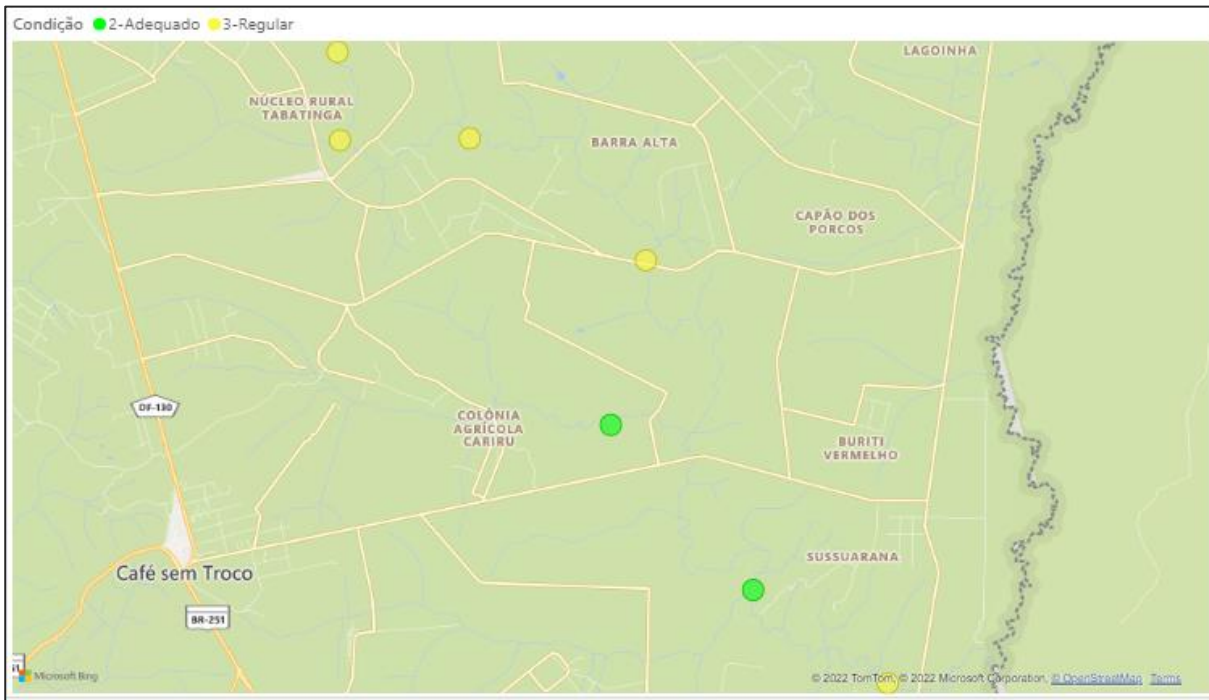 Condição 2-Adequado 3-Regular
LAGOINHA
NÚCLEO RURAL
TABATINGA
BARRA ALTA
CAPÃO DOS
PORCOS
DF-130
COLÔNIA
AGRÍCOLA
CARIRU
BURITI
VERMELHO
SUSSUARANA
Café sem Troco
BR-251
Microsoft Bing
© 2022 TomTom, © 2022 Microsoft Corporation, © OpenStreetMap Terms